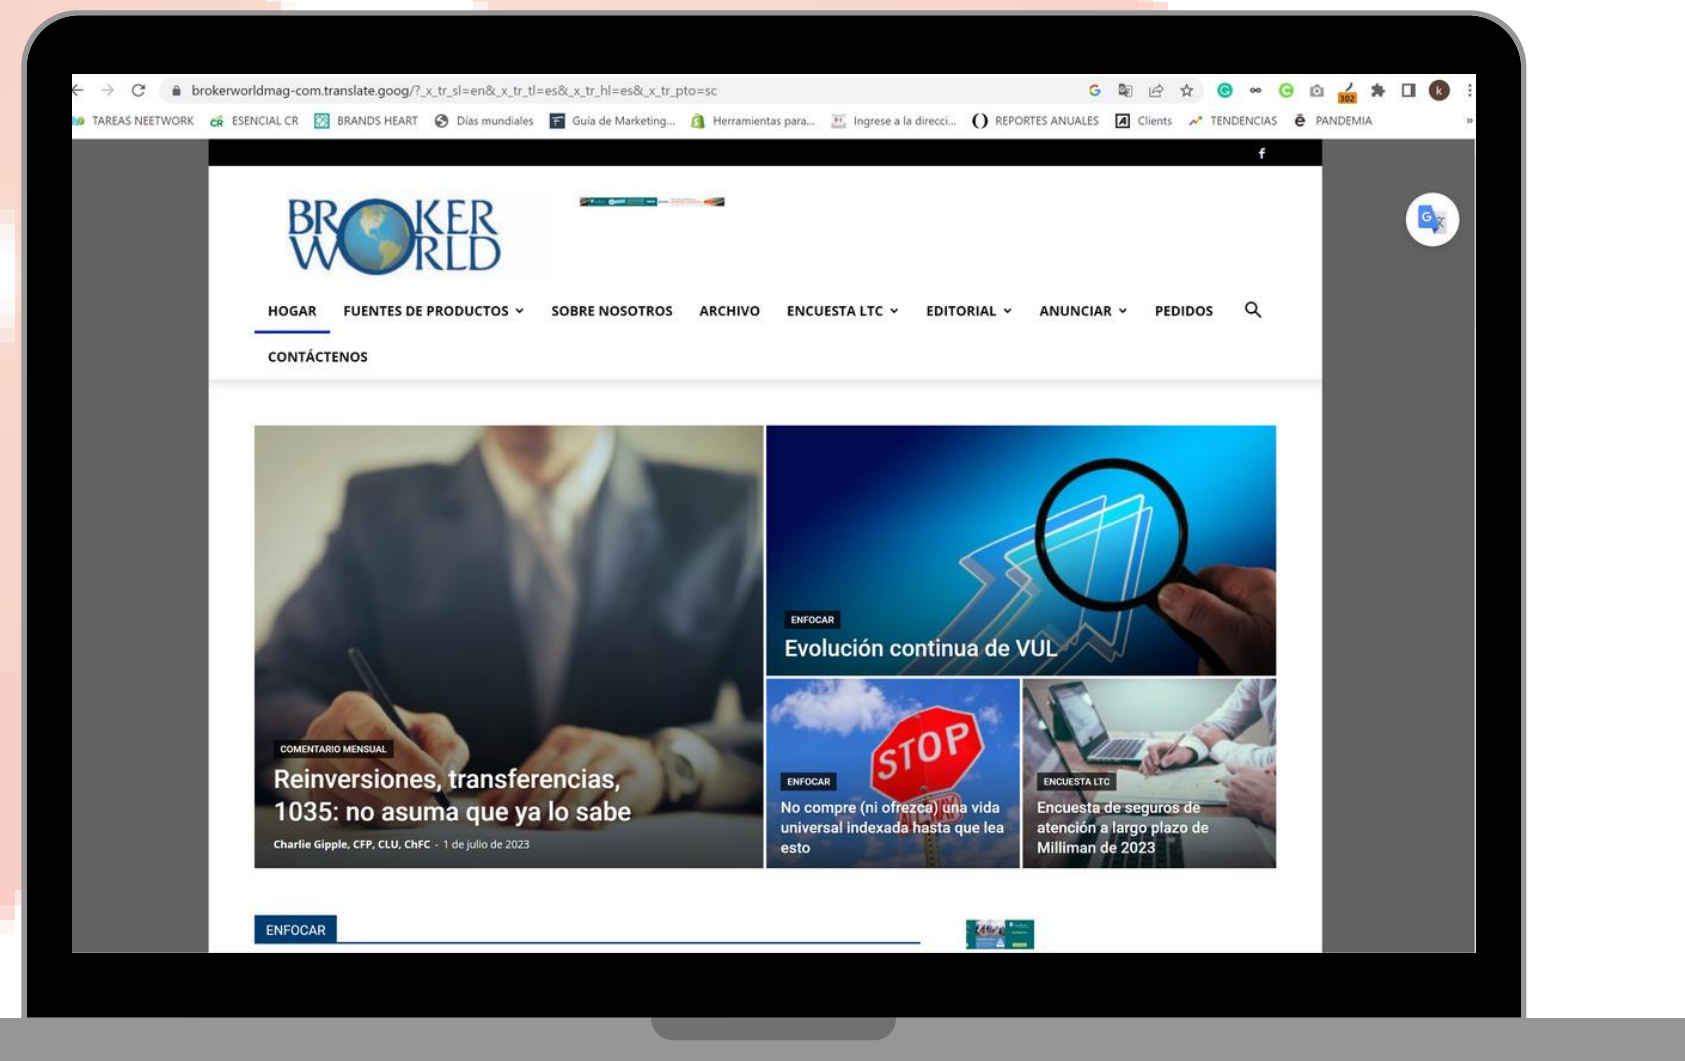 brokerworldmag-com.translate.goog/?_x_tr_sl=en&_x_tr_tl=es&_x_tr_hl=es&_x_tr_pto=sc
302
k
TAREAS NEETWORK CR ESENCIAL CR BRANDS HEART Días mundiales Guía de Marketing... Herramientas para... Ingrese a la direcci... REPORTES ANUALES Clients TENDENCIAS PANDEMIA »
f
BROKER
WORLD
HOGAR FUENTES DE PRODUCTOS SOBRE NOSOTROS ARCHIVO ENCUESTA LTC EDITORIAL ANUNCIAR PEDIDOS
CONTÁCTENOS
COMENTARIO MENSUAL
Reinversiones, transferencias,
1035: no asuma que ya lo sabe
Charlie Gipple, CFP, CLU, ChFC - 1 de julio de 2023
ENFOCAR
Evolución continua de VUL
STOP
ALL WAY
ENFOCAR
No compre (ni ofrezca) una vida
universal indexada hasta que lea
esto
ENCUESTA LTC
Encuesta de seguros de
atención a largo plazo de
Milliman de 2023
ENFOCAR